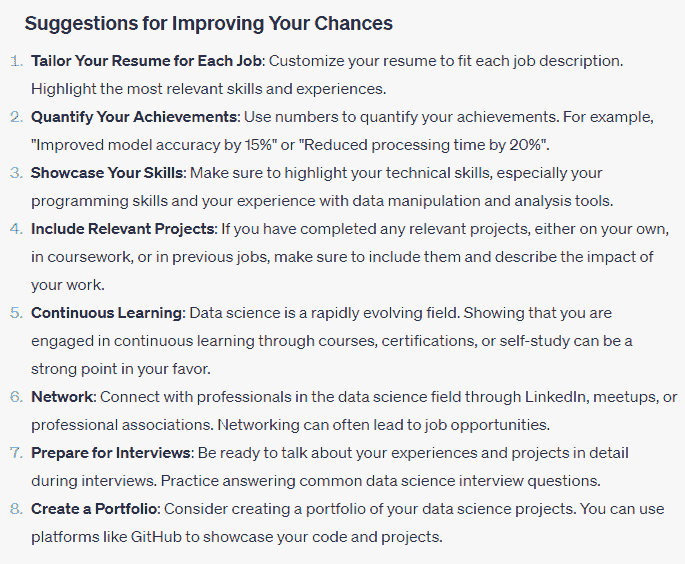 Suggestions for Improving Your Chances
1. Tailor Your Resume for Each Job: Customize your resume to fit each job description.
Highlight the most relevant skills and experiences.
2. Quantify Your Achievements: Use numbers to quantify your achievements. For example,
"Improved model accuracy by 15%" or "Reduced processing time by 20%".
3. Showcase Your Skills: Make sure to highlight your technical skills, especially your
programming skills and your experience with data manipulation and analysis tools.
4. Include Relevant Projects: If you have completed any relevant projects, either on your own,
in coursework, or in previous jobs, make sure to include them and describe the impact of
your work.
5. Continuous Learning: Data science is a rapidly evolving field. Showing that you are
engaged in continuous learning through courses, certifications, or self-study can be a
strong point in your favor.
6. Network: Connect with professionals in the data science field through LinkedIn, meetups, or
professional associations. Networking can often lead to job opportunities.
7. Prepare for Interviews: Be ready to talk about your experiences and projects in detail
during interviews. Practice answering common data science interview questions.
8. Create a Portfolio: Consider creating a portfolio of your data science projects. You can use
platforms like GitHub to showcase your code and projects.